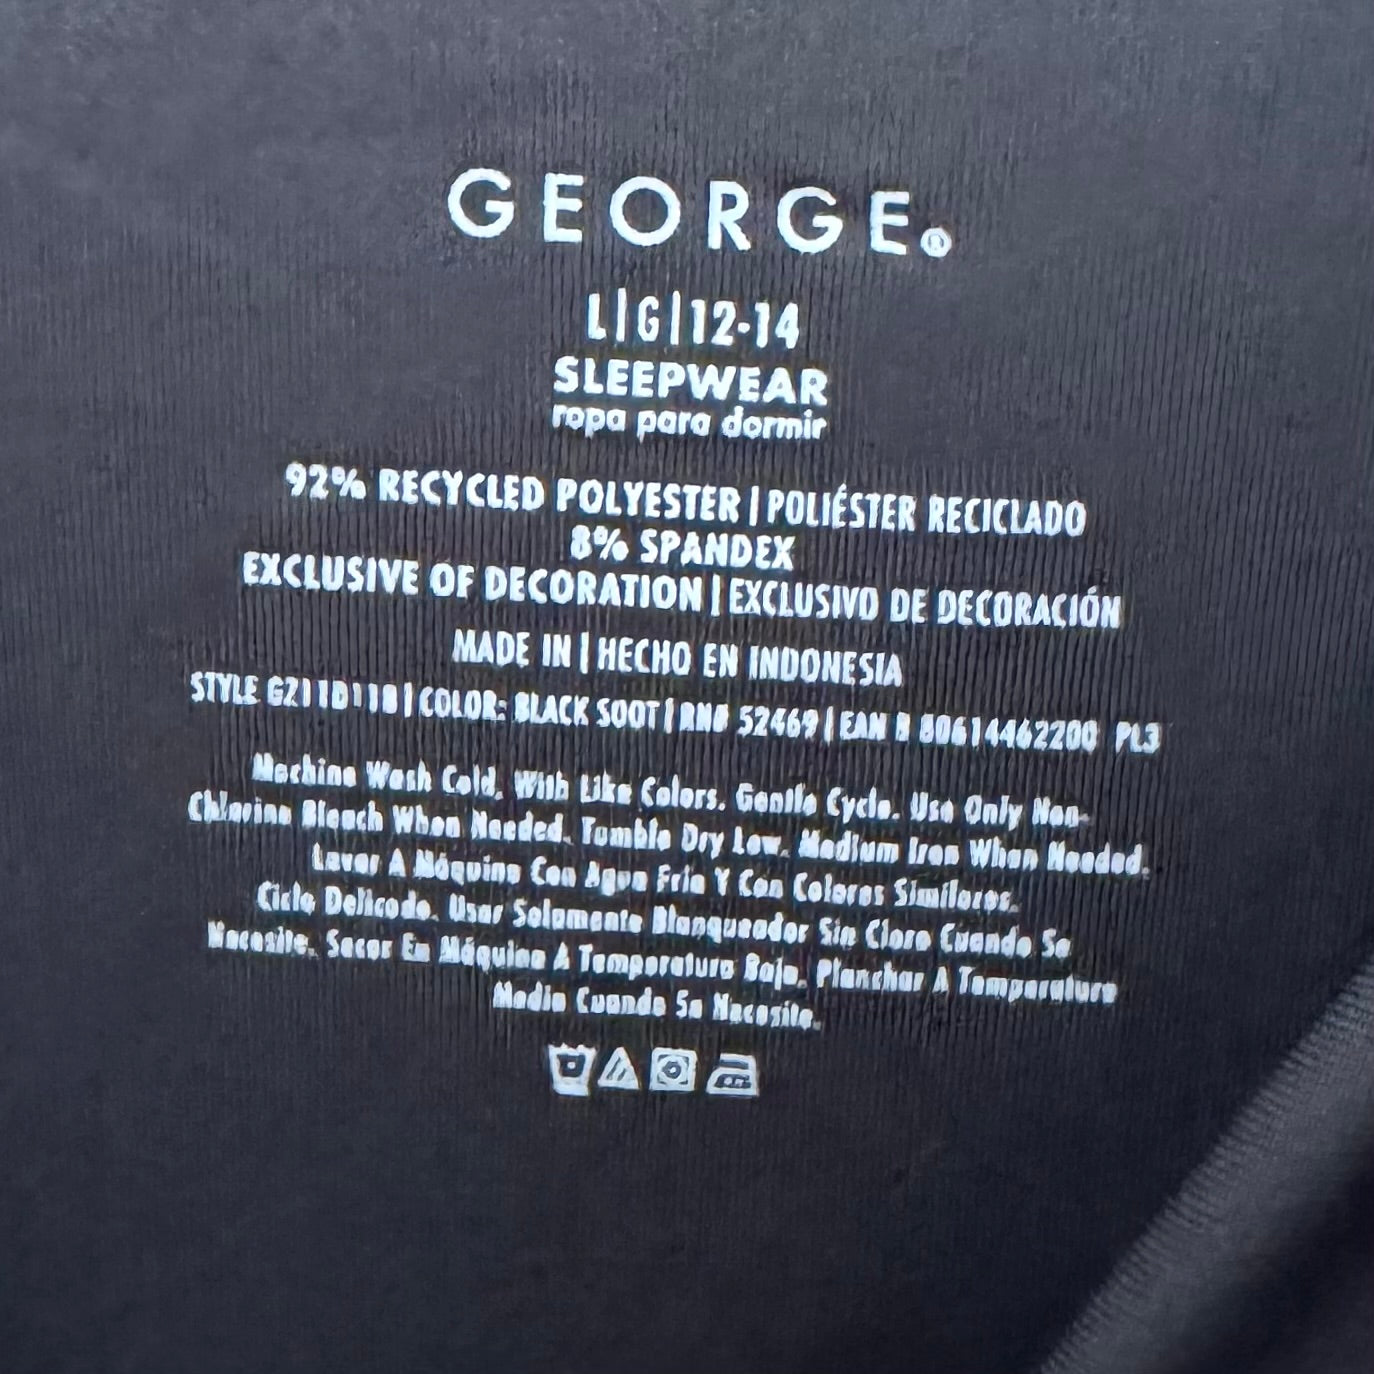 GEORGE®
L|G|12-14
SLEEPWEAR
ropa para dormir
92% RECYCLED POLYESTER | POLIÉSTER RECICLADO
8% SPANDEX
EXCLUSIVE OF DECORATION | EXCLUSIVO DE DECORACIÓN
MADE IN | HECHO EN INDONESIA
STYLE | COLOR: BLACK SOOT | RN# 52469 | EAN # PL3
Machine Wash Cold, With Like Colors. Gentle Cycle. Use Only Non-
Chlorine Bleach When Needed. Tumble Dry Low. Medium Iron When Needed.
Lavar A Máquina Con Agua Fría Y Con Colores Similares.
Ciclo Delicado. Usar Solamente Blanqueador Sin Cloro Cuando Se
Necesite. Secar En Máquina A Temperatura Baja. Planchar A Temperatura
Media Cuando Se Necesite.